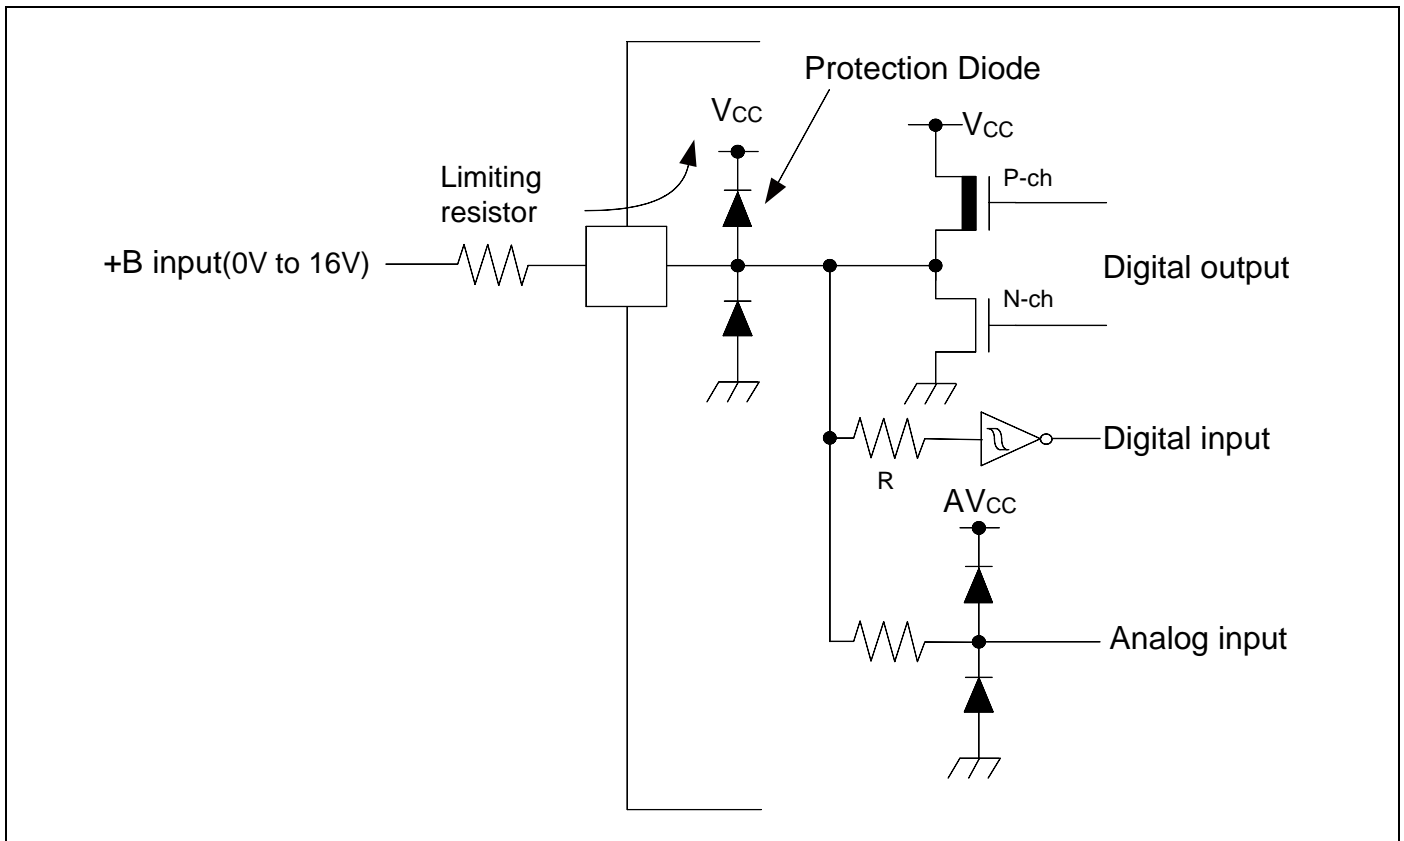 Protection Diode
VCC
VCC
P-ch
Limiting
resistor
+B input(0V to 16V)
Digital output
N-ch
Digital input
R
AVCC
Analog input